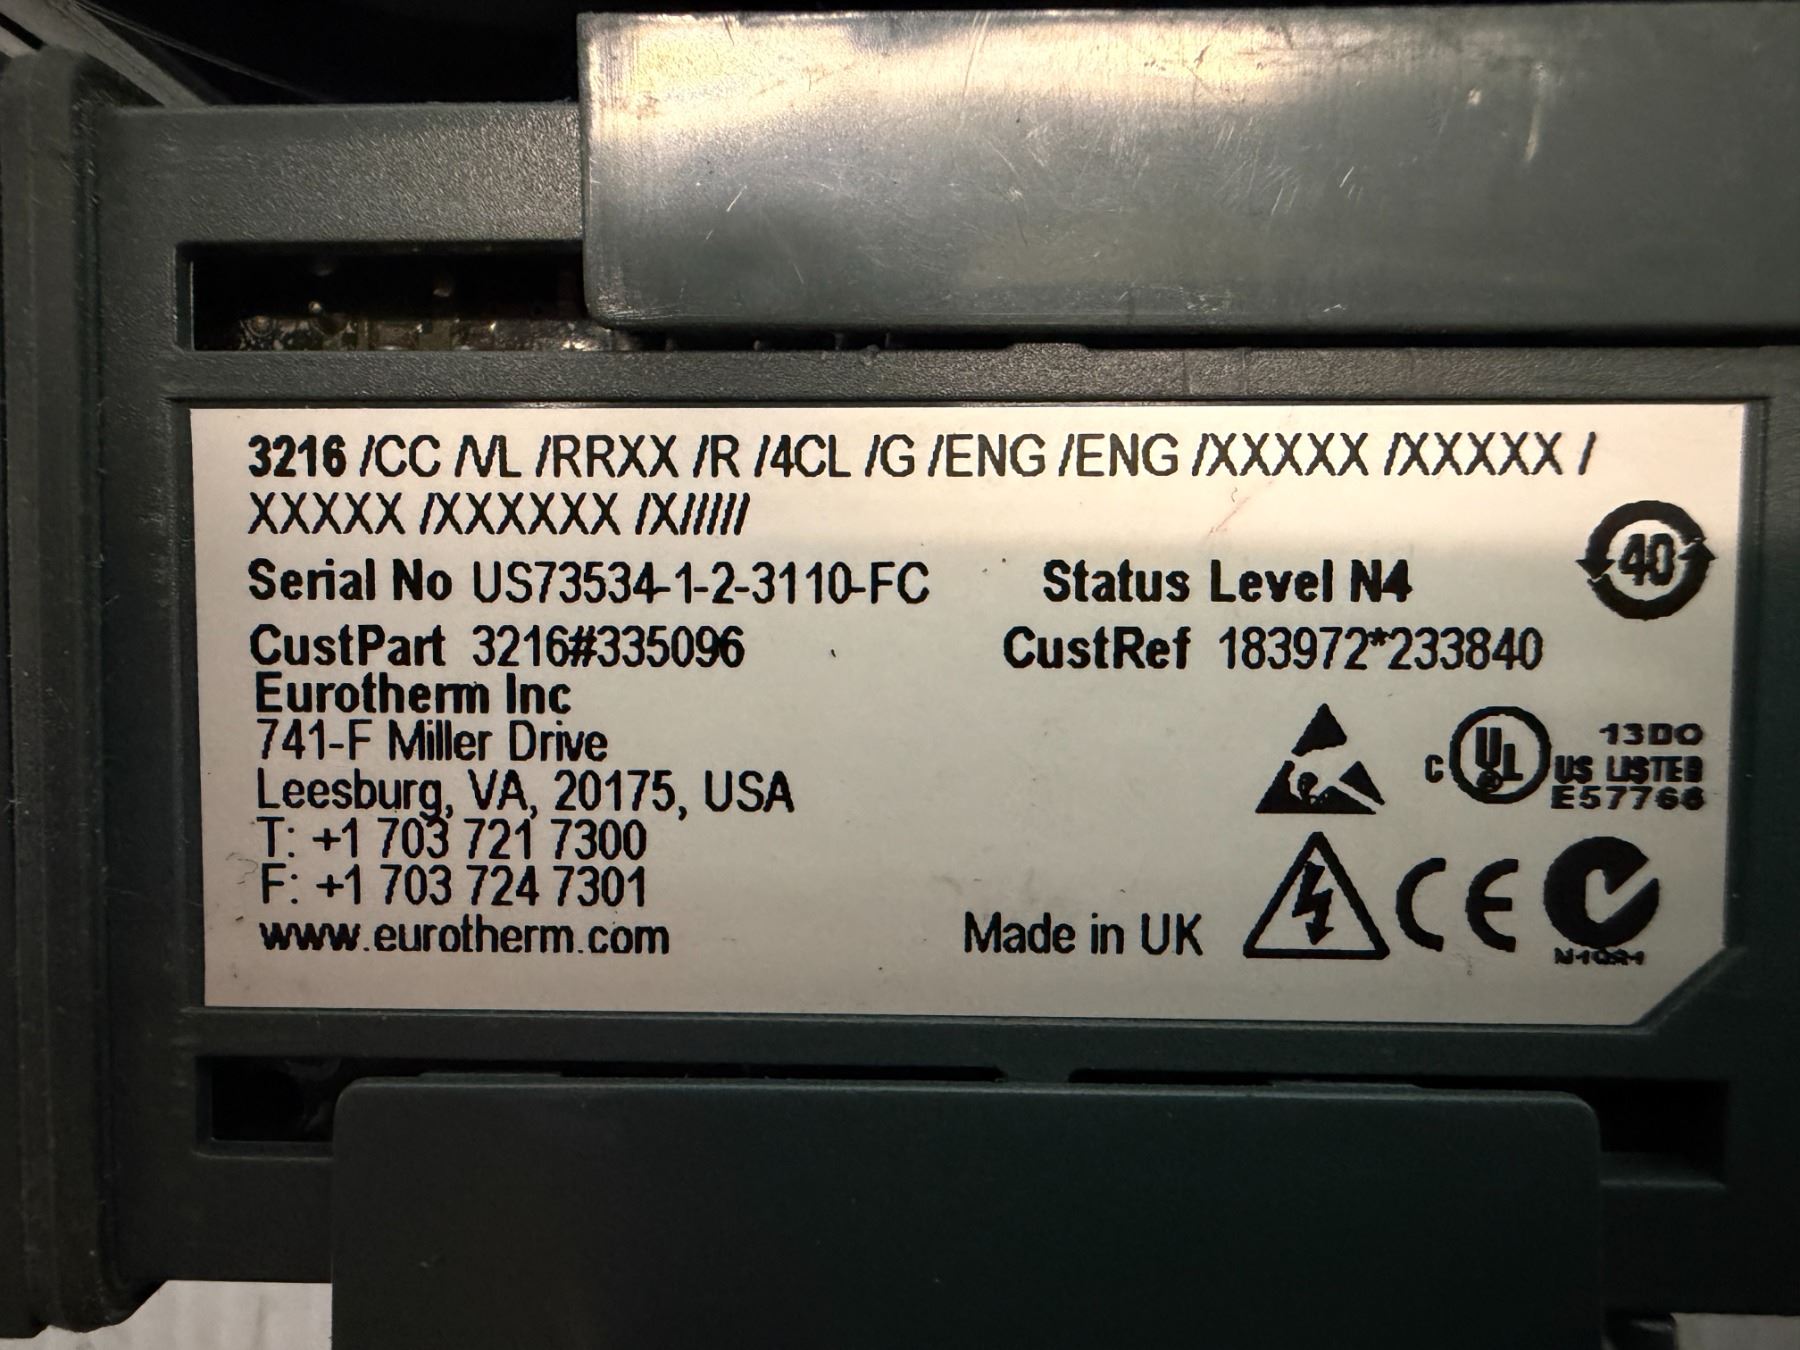 3216 /CC /VL /RRXX /R /4CL /G /ENG /ENG /XXXXX /XXXXX /
XXXXX /XXXXXX /X/////
Serial No US73534-1-2-3110-FC Status Level N4
40
CustPart 3216#335096 CustRef 183972*233840
Eurotherm Inc
741-F Miller Drive
Leesburg, VA, 20175, USA
T: +1 703 721 7300
F: +1 703 724 7301
www.eurotherm.com
Made in UK
C UL US LISTED
13DO
E57766
CE